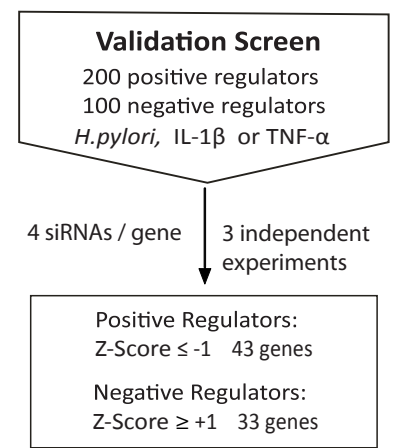 Validation Screen
200 positive regulators
100 negative regulators
H.pylori, IL-1β or TNF-α
4 siRNAs / gene
3 independent
experiments
Positive Regulators:
Z-Score ≤ -1 43 genes
Negative Regulators:
Z-Score ≥ +1 33 genes